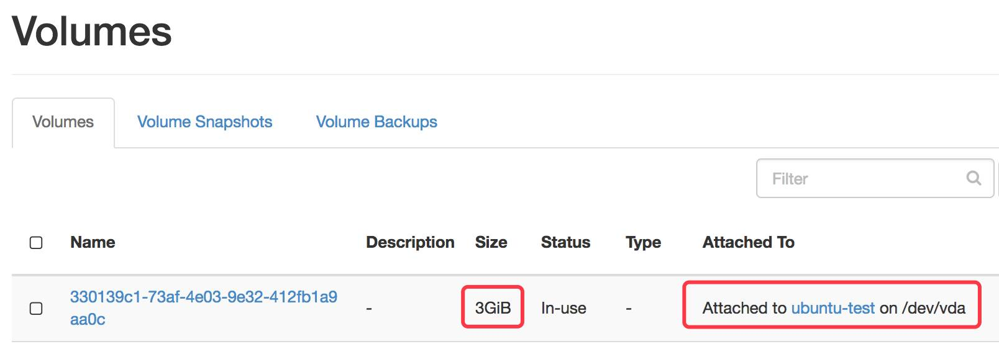 Volumes
Volumes Volume Snapshots Volume Backups
Filter
Name Description Size Status Type Attached To
330139c1-73af-4e03-9e32-412fb1a9
aa0c - 3GiB In-use - Attached to ubuntu-test on /dev/vda